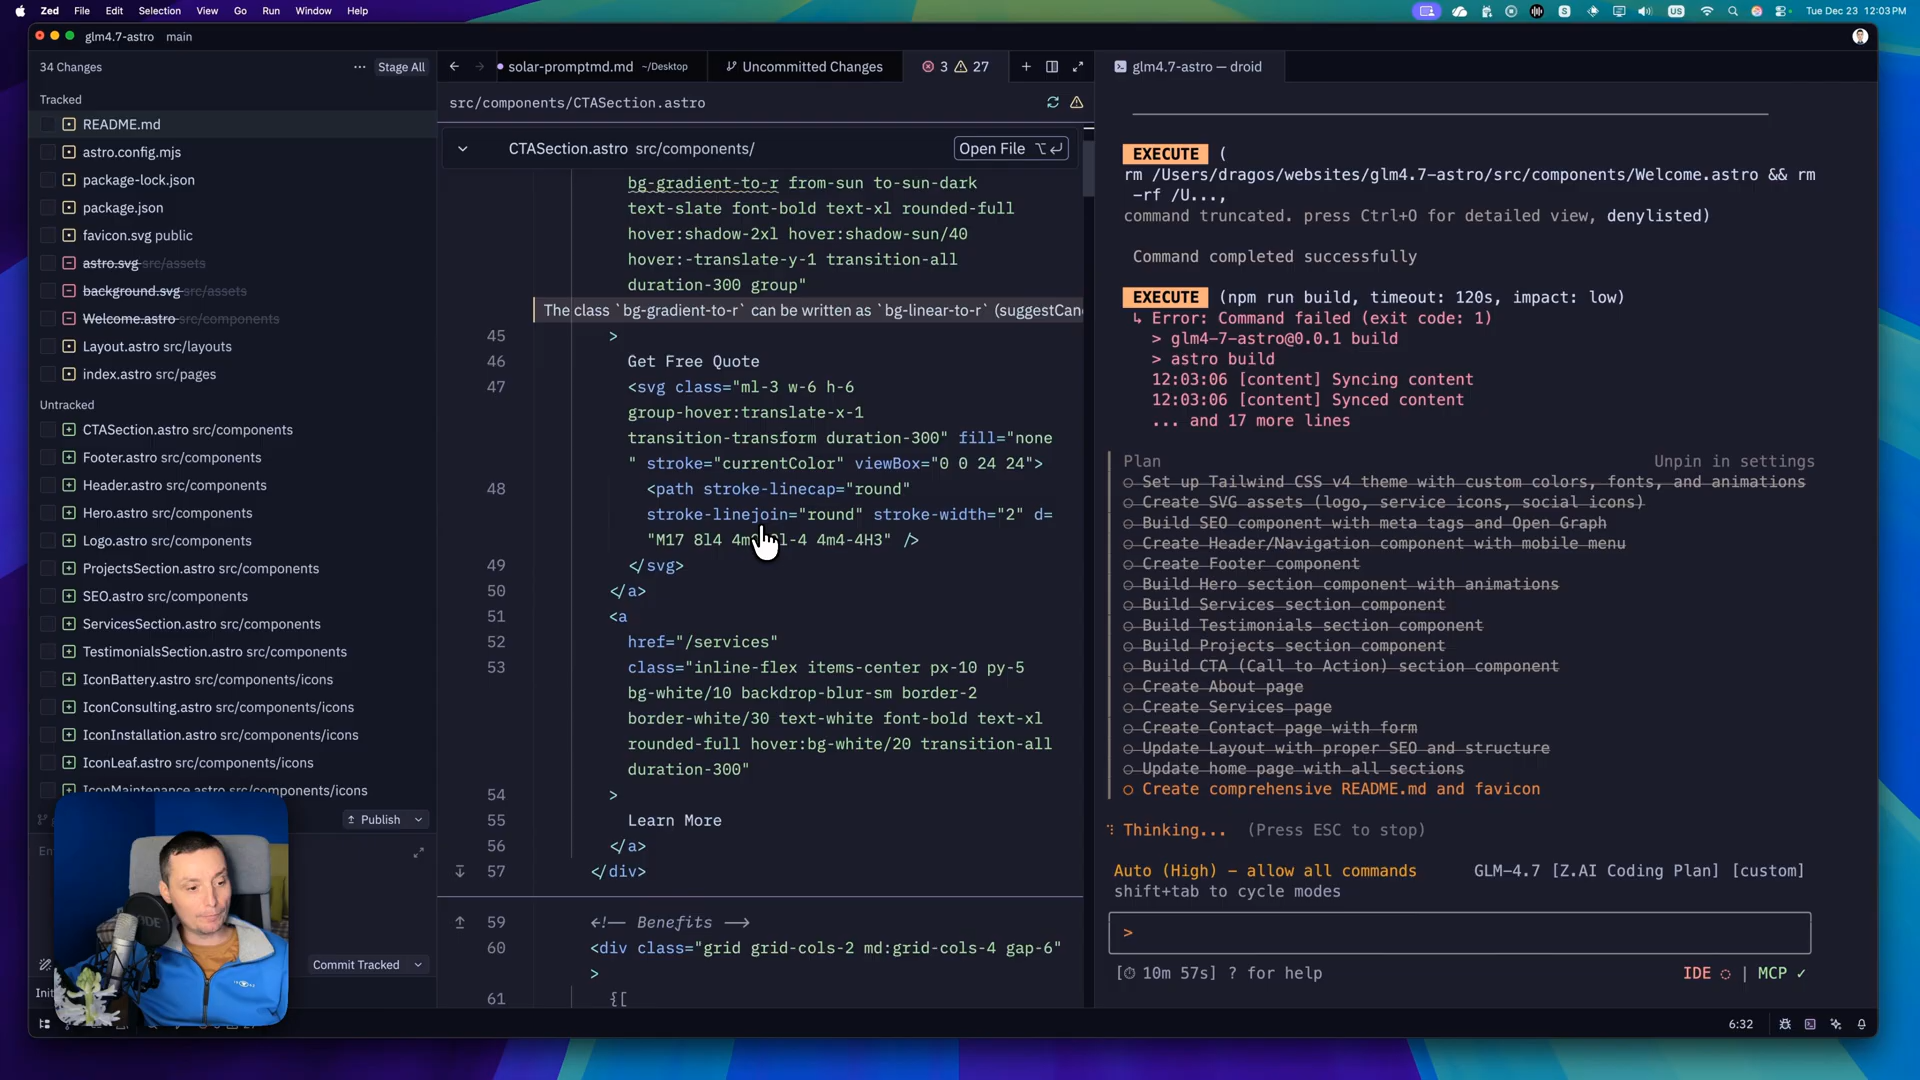 Zed File Edit Selection View Go Run Window Help
US Tue Dec 23 12:03 PM
glm4.7-astro main
34 Changes ··· Stage All
Tracked
README.md
astro.config.mjs
package-lock.json
package.json
favicon.svg public
astro.svg src/assets
background.svg src/assets
Welcome.astro src/components
Layout.astro src/layouts
index.astro src/pages
Untracked
CTASection.astro src/components
Footer.astro src/components
Header.astro src/components
Hero.astro src/components
Logo.astro src/components
ProjectsSection.astro src/components
SEO.astro src/components
ServicesSection.astro src/components
TestimonialsSection.astro src/components
IconBattery.astro src/components/icons
IconConsulting.astro src/components/icons
IconInstallation.astro src/components/icons
IconLeaf.astro src/components/icons
IconMaintenance.astro src/components/icons
Publish
Commit Tracked
solar-promptmd.md ~/Desktop
Uncommitted Changes
3 27
src/components/CTASection.astro
CTASection.astro src/components/
Open File ⌥↵
bg-gradient-to-r from-sun to-sun-dark
text-slate font-bold text-xl rounded-full
hover:shadow-2xl hover:shadow-sun/40
hover:-translate-y-1 transition-all
duration-300 group"
The class `bg-gradient-to-r` can be written as `bg-linear-to-r` (suggestCan
45 >
46 Get Free Quote
47 <svg class="ml-3 w-6 h-6
group-hover:translate-x-1
transition-transform duration-300" fill="none
" stroke="currentColor" viewBox="0 0 24 24">
48 <path stroke-linecap="round"
stroke-linejoin="round" stroke-width="2" d=
"M17 8l4 4m l-4 4m4-4H3" />
49 </svg>
50 </a>
51 <a
52 href="/services"
53 class="inline-flex items-center px-10 py-5
bg-white/10 backdrop-blur-sm border-2
border-white/30 text-white font-bold text-xl
rounded-full hover:bg-white/20 transition-all
duration-300"
54 >
55 Learn More
56 </a>
57 </div>
59 <!-- Benefits -->
60 <div class="grid grid-cols-2 md:grid-cols-4 gap-6"
>
61 {[
glm4.7-astro — droid
EXECUTE (
rm /Users/dragos/websites/glm4.7-astro/src/components/Welcome.astro && rm
-rf /U...,
command truncated. press Ctrl+O for detailed view, denylisted)
Command completed successfully
EXECUTE (npm run build, timeout: 120s, impact: low)
↳ Error: Command failed (exit code: 1)
> glm4-7-astro@0.0.1 build
> astro build
12:03:06 [content] Syncing content
12:03:06 [content] Synced content
... and 17 more lines
Plan Unpin in settings
○ Set up Tailwind CSS v4 theme with custom colors, fonts, and animations
○ Create SVG assets (logo, service icons, social icons)
○ Build SEO component with meta tags and Open Graph
○ Create Header/Navigation component with mobile menu
○ Create Footer component
○ Build Hero section component with animations
○ Build Services section component
○ Build Testimonials section component
○ Build Projects section component
○ Build CTA (Call to Action) section component
○ Create About page
○ Create Services page
○ Create Contact page with form
○ Update Layout with proper SEO and structure
○ Update home page with all sections
○ Create comprehensive README.md and favicon
Thinking... (Press ESC to stop)
Auto (High) – allow all commands GLM-4.7 [Z.AI Coding Plan] [custom]
shift+tab to cycle modes
>
[⏱ 10m 57s] ? for help IDE ◌ | MCP ✓
6:32